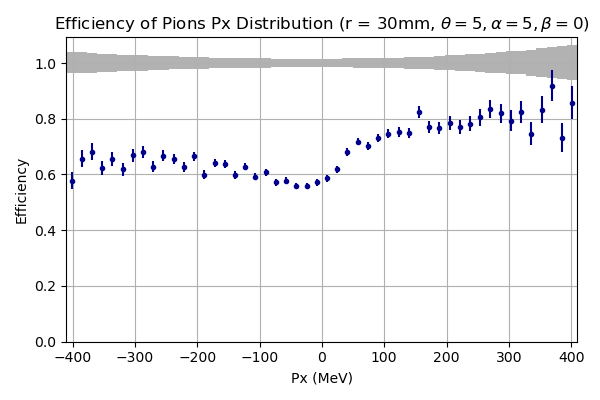 Efficiency of Pions Px Distribution (r = 30mm, θ = 5, α = 5, β = 0)
1.0
0.8
0.6
0.4
0.2
0.0
Efficiency
−400 −300 −200 −100 0 100 200 300 400
Px (MeV)